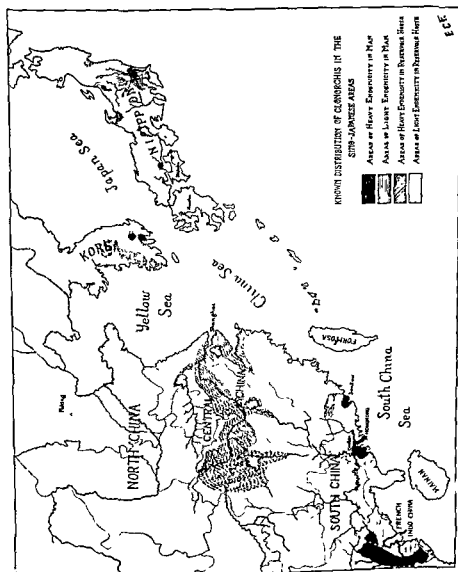 KNOWN DISTRIBUTION OF CLONORCHIS IN THE
SINO-JAPANESE AREAS
AREAS OF HEAVY ENDEMICITY IN MAN
AREAS OF LIGHT ENDEMICITY IN MAN
AREAS OF HEAVY ENDEMICITY IN RESERVOIR HOSTS
AREAS OF LIGHT ENDEMICITY IN RESERVOIR HOSTS
Japan Sea
NIPPON
KOREA
Yellow
Sea
China Sea
NORTH CHINA
CENTRAL
CHINA
Shanghai
FORMOSA
SOUTH CHINA
HONGKONG
South China
Sea
HAINAN
FRENCH
INDO CHINA
ECF